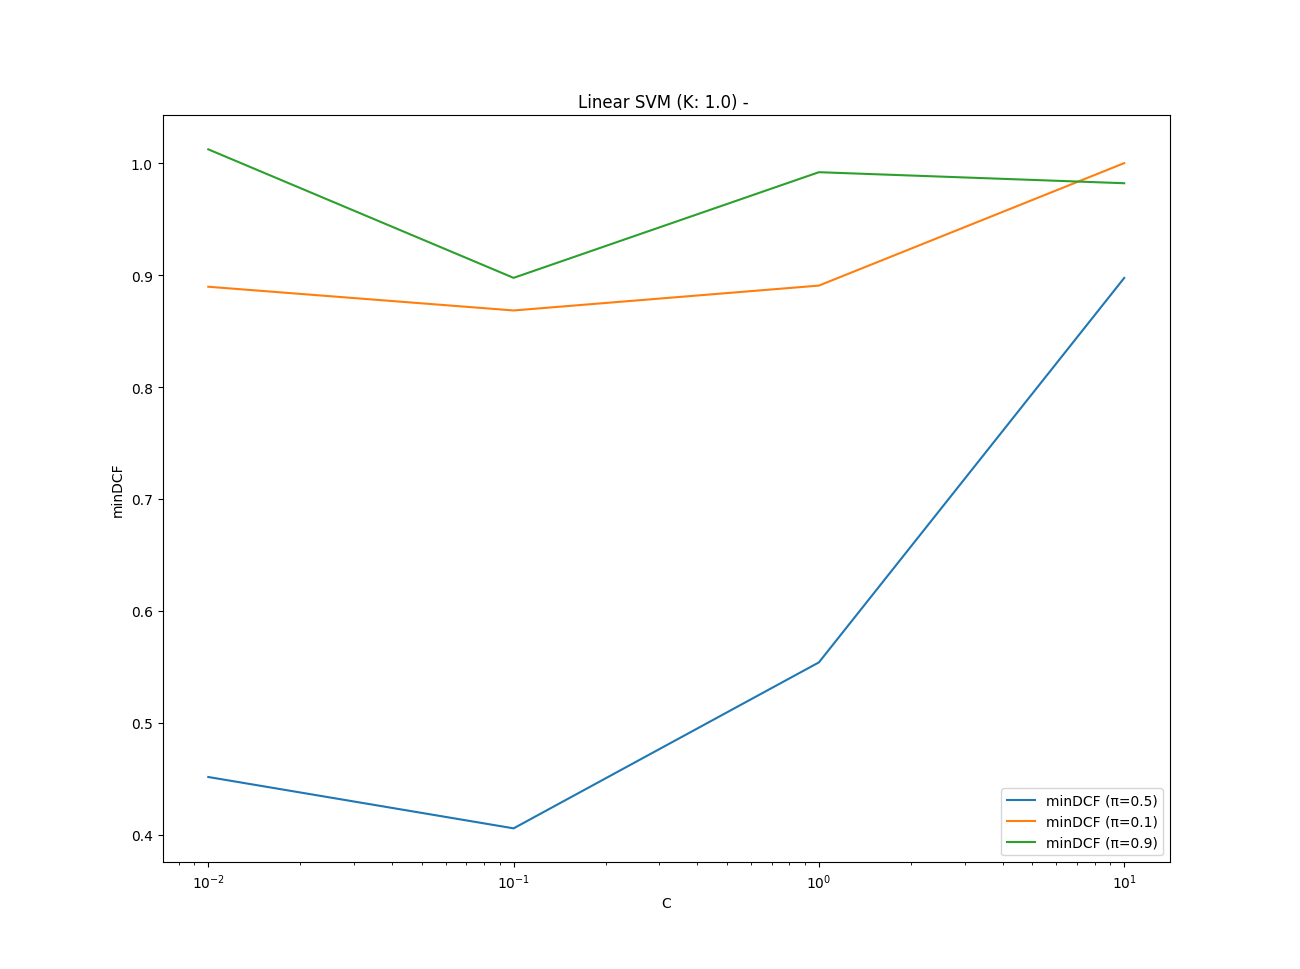 Linear SVM (K: 1.0) -
minDCF
1.0
0.9
0.8
0.7
0.6
0.5
0.4
10⁻²
10⁻¹
10⁰
10¹
C
minDCF (π=0.5)
minDCF (π=0.1)
minDCF (π=0.9)